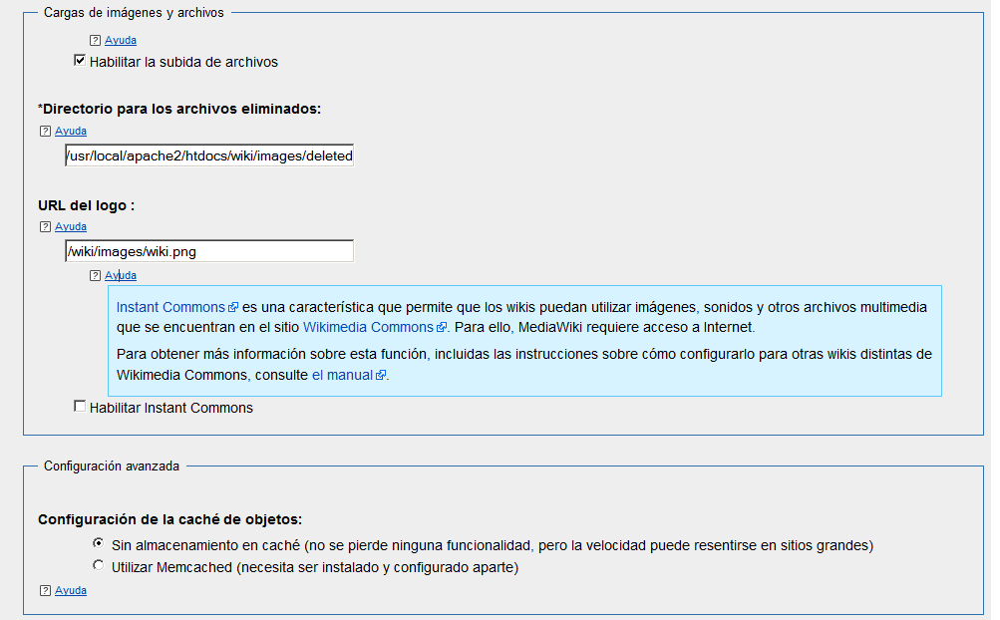 Cargas de imágenes y archivos
? Ayuda
Habilitar la subida de archivos
*Directorio para los archivos eliminados:
? Ayuda
/usr/local/apache2/htdocs/wiki/images/deleted
URL del logo :
? Ayuda
/wiki/images/wiki.png
? Ayuda
Instant Commons es una característica que permite que los wikis puedan utilizar imágenes, sonidos y otros archivos multimedia
que se encuentran en el sitio Wikimedia Commons. Para ello, MediaWiki requiere acceso a Internet.
Para obtener más información sobre esta función, incluidas las instrucciones sobre cómo configurarlo para otras wikis distintas de
Wikimedia Commons, consulte el manual.
Habilitar Instant Commons
Configuración avanzada
Configuración de la caché de objetos:
Sin almacenamiento en caché (no se pierde ninguna funcionalidad, pero la velocidad puede resentirse en sitios grandes)
Utilizar Memcached (necesita ser instalado y configurado aparte)
? Ayuda